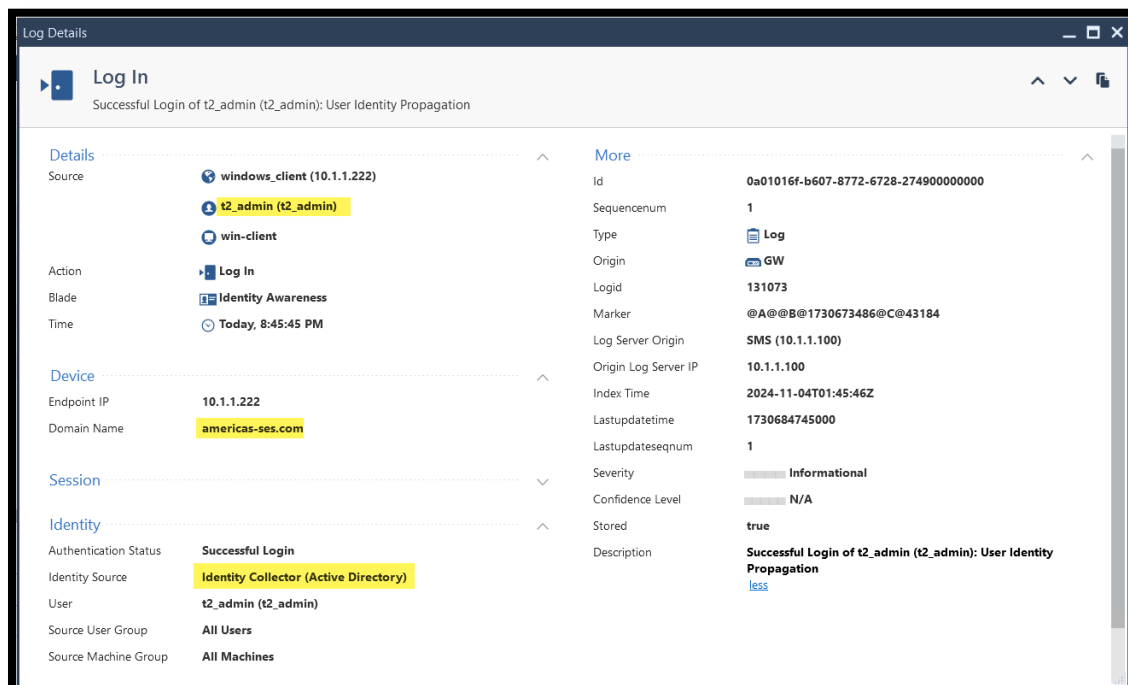 Log Details
Log In
Successful Login of t2_admin (t2_admin): User Identity Propagation
Details
Source windows_client (10.1.1.222)
t2_admin (t2_admin)
win-client
Action Log In
Blade Identity Awareness
Time Today, 8:45:45 PM
Device
Endpoint IP 10.1.1.222
Domain Name americas-ses.com
Session
Identity
Authentication Status Successful Login
Identity Source Identity Collector (Active Directory)
User t2_admin (t2_admin)
Source User Group All Users
Source Machine Group All Machines
More
Id 0a01016f-b607-8772-6728-274900000000
Sequencenum 1
Type Log
Origin GW
Logid 131073
Marker @A@@B@1730673486@C@43184
Log Server Origin SMS (10.1.1.100)
Origin Log Server IP 10.1.1.100
Index Time 2024-11-04T01:45:46Z
Lastupdatetime 1730684745000
Lastupdateseqnum 1
Severity Informational
Confidence Level N/A
Stored true
Description Successful Login of t2_admin (t2_admin): User Identity
Propagation
less